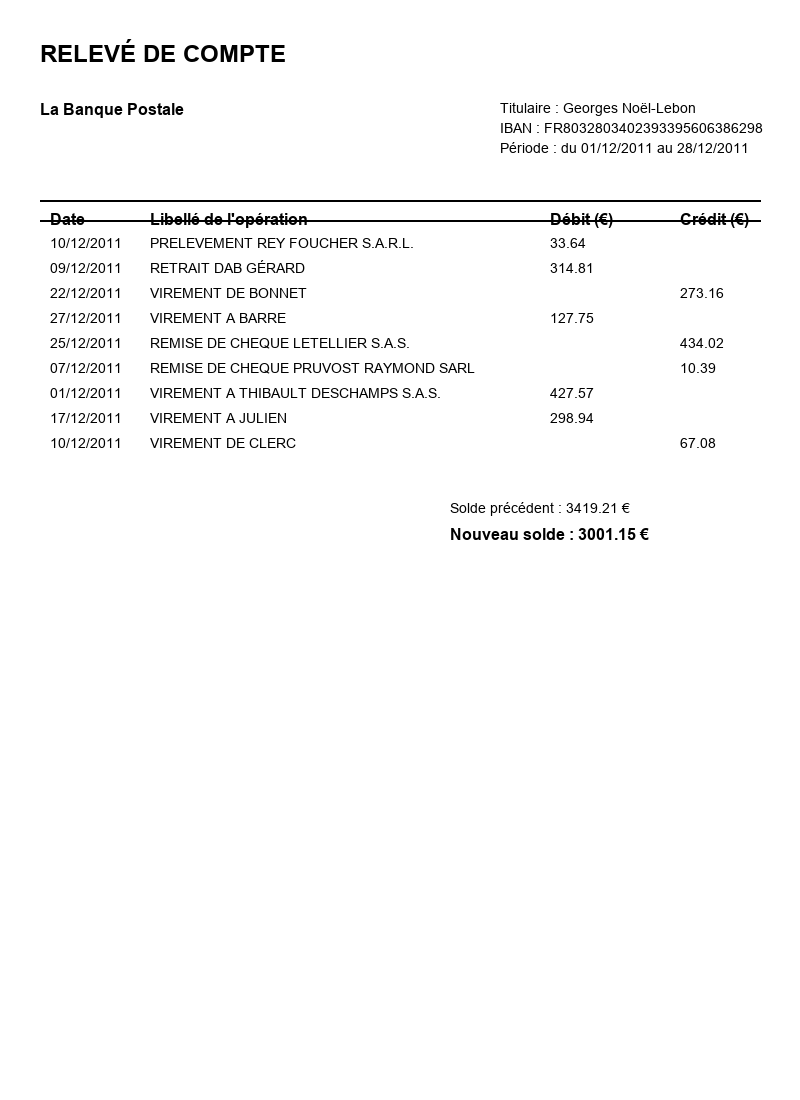 RELEVÉ DE COMPTE
La Banque Postale
Titulaire : Georges Noël-Lebon
IBAN : FR8032803402393395606386298
Période : du 01/12/2011 au 28/12/2011
Date Libellé de l'opération Débit (€) Crédit (€)
10/12/2011 PRELEVEMENT REY FOUCHER S.A.R.L. 33.64
09/12/2011 RETRAIT DAB GÉRARD 314.81
22/12/2011 VIREMENT DE BONNET 273.16
27/12/2011 VIREMENT A BARRE 127.75
25/12/2011 REMISE DE CHEQUE LETELLIER S.A.S. 434.02
07/12/2011 REMISE DE CHEQUE PRUVOST RAYMOND SARL 10.39
01/12/2011 VIREMENT A THIBAULT DESCHAMPS S.A.S. 427.57
17/12/2011 VIREMENT A JULIEN 298.94
10/12/2011 VIREMENT DE CLERC 67.08
Solde précédent : 3419.21 €
Nouveau solde : 3001.15 €